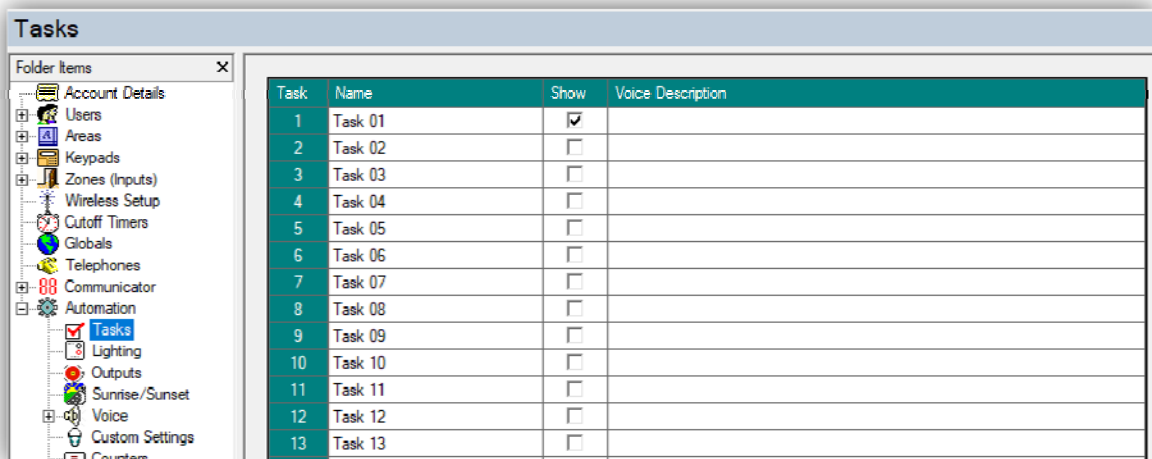 Tasks
Folder Items
Account Details
Users
Areas
Keypads
Zones (Inputs)
Wireless Setup
Cutoff Timers
Globals
Telephones
88 Communicator
Automation
Tasks
Lighting
Outputs
Sunrise/Sunset
Voice
Custom Settings
Counters
Task Name Show Voice Description
1 Task 01
2 Task 02
3 Task 03
4 Task 04
5 Task 05
6 Task 06
7 Task 07
8 Task 08
9 Task 09
10 Task 10
11 Task 11
12 Task 12
13 Task 13